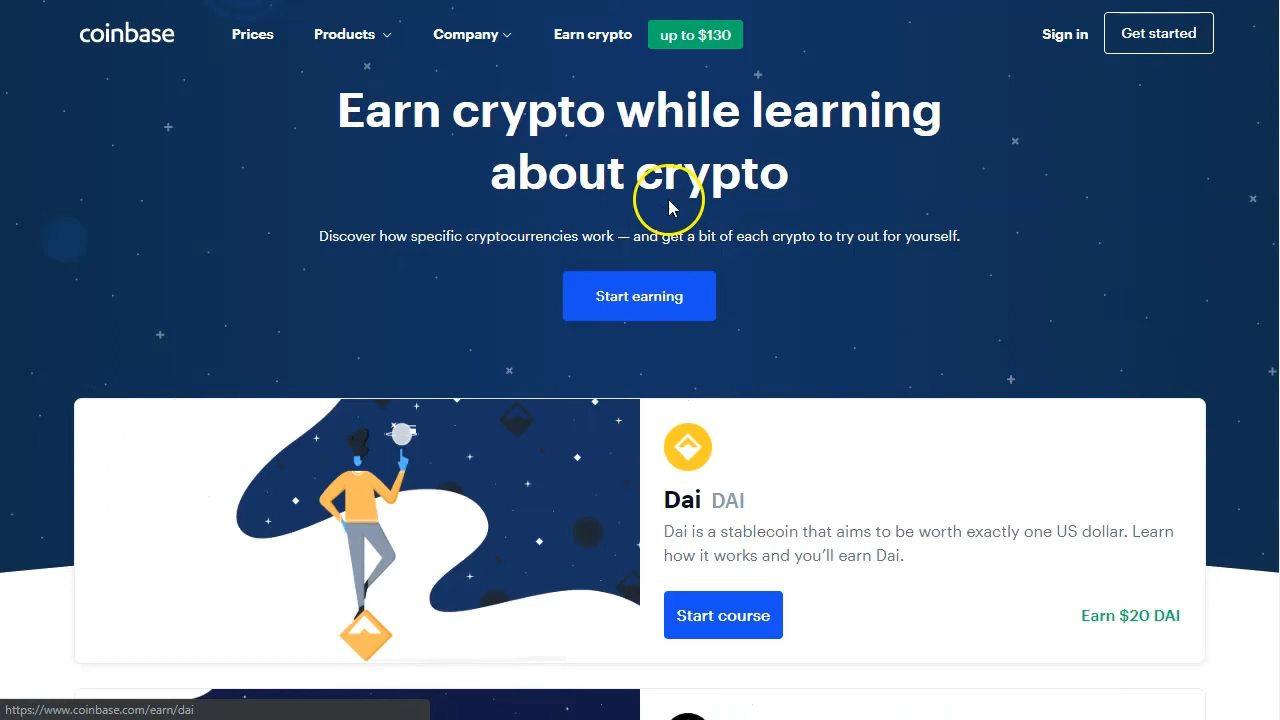 coinbase
Prices
Products
Company
Earn crypto
up to $130
Sign in
Get started
Earn crypto while learning
about crypto
Discover how specific cryptocurrencies work — and get a bit of each crypto to try out for yourself.
Start earning
Dai DAI
Dai is a stablecoin that aims to be worth exactly one US dollar. Learn
how it works and you’ll earn Dai.
Start course
Earn $20 DAI
https://www.coinbase.com/earn/dai